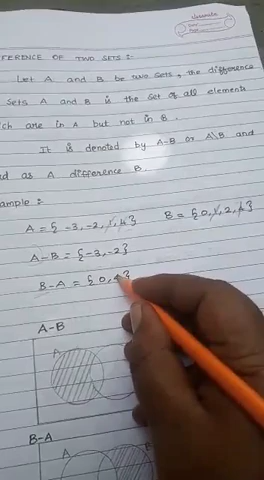 FFERENCE OF TWO SETS :-
Let A and B be two sets, the difference
sets A and B is the set of all elements
ich are in A but not in B.
It is denoted by A-B or A\B and
d as A difference B.
ample :-
A = { -3, -2, 1, 4 } B = { 0, 1, 2, 4 }
A-B = { -3, -2 }
B-A = { 0,
A-B
A
B-A
A B